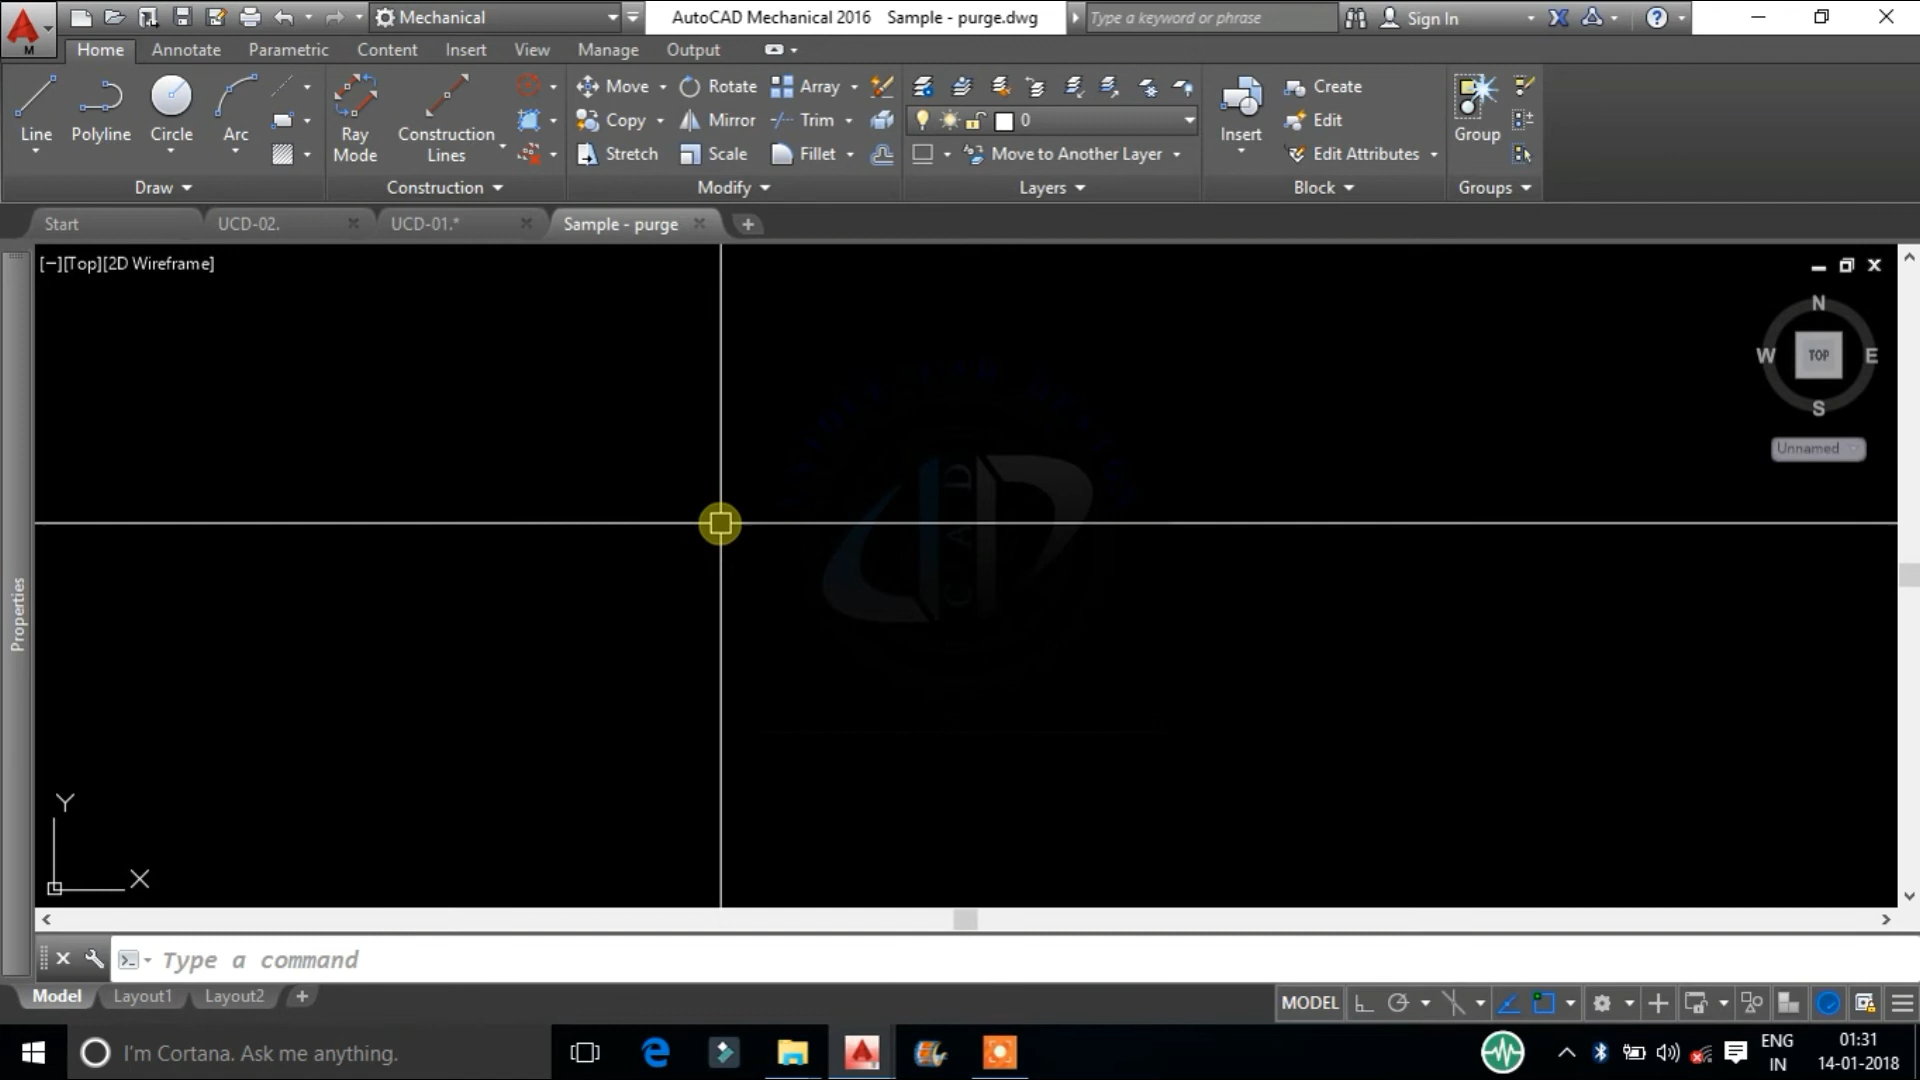 Mechanical
AutoCAD Mechanical 2016 Sample - purge.dwg
Type a keyword or phrase
Sign In
M
Home Annotate Parametric Content Insert View Manage Output
Line Polyline Circle Arc
Ray Mode
Construction Lines
Move Rotate Array
Copy Mirror Trim
Stretch Scale Fillet
0
Move to Another Layer
Insert
Create
Edit
Edit Attributes
Group
Draw Construction Modify Layers Block Groups
Start UCD-02. UCD-01.* Sample - purge
[−][Top][2D Wireframe]
N
W TOP E
S
Unnamed
CAD
Properties
Y
X
Type a command
Model Layout1 Layout2
MODEL
I'm Cortana. Ask me anything.
ENG
IN
01:31
14-01-2018